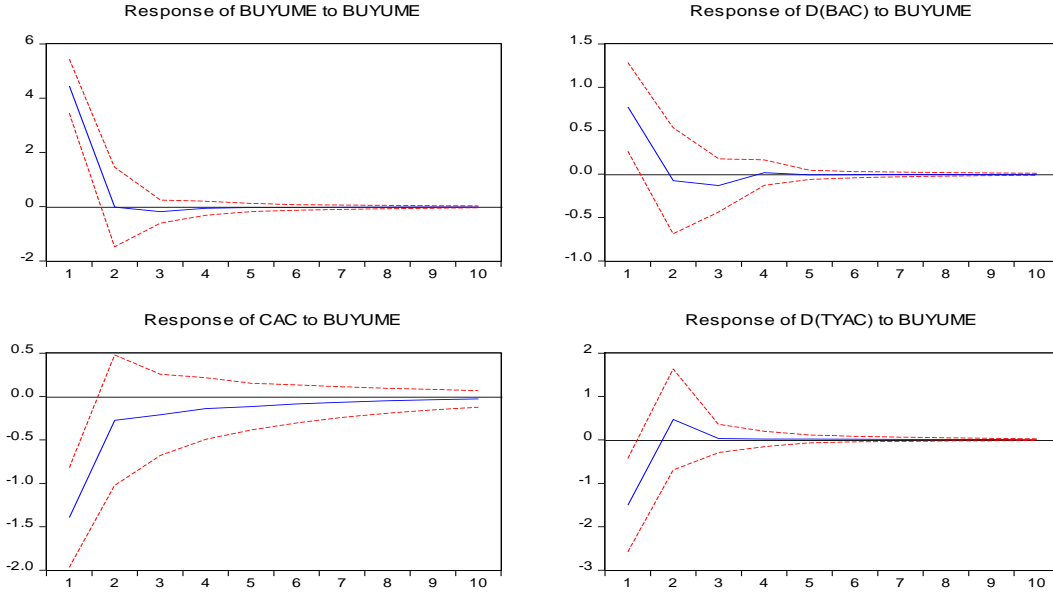 Response of BUYUME to BUYUME
6
4
2
0
-2
1 2 3 4 5 6 7 8 9 10
Response of D(BAC) to BUYUME
1.5
1.0
0.5
0.0
-0.5
-1.0
1 2 3 4 5 6 7 8 9 10
Response of CAC to BUYUME
0.5
0.0
-0.5
-1.0
-1.5
-2.0
1 2 3 4 5 6 7 8 9 10
Response of D(TYAC) to BUYUME
2
1
0
-1
-2
-3
1 2 3 4 5 6 7 8 9 10